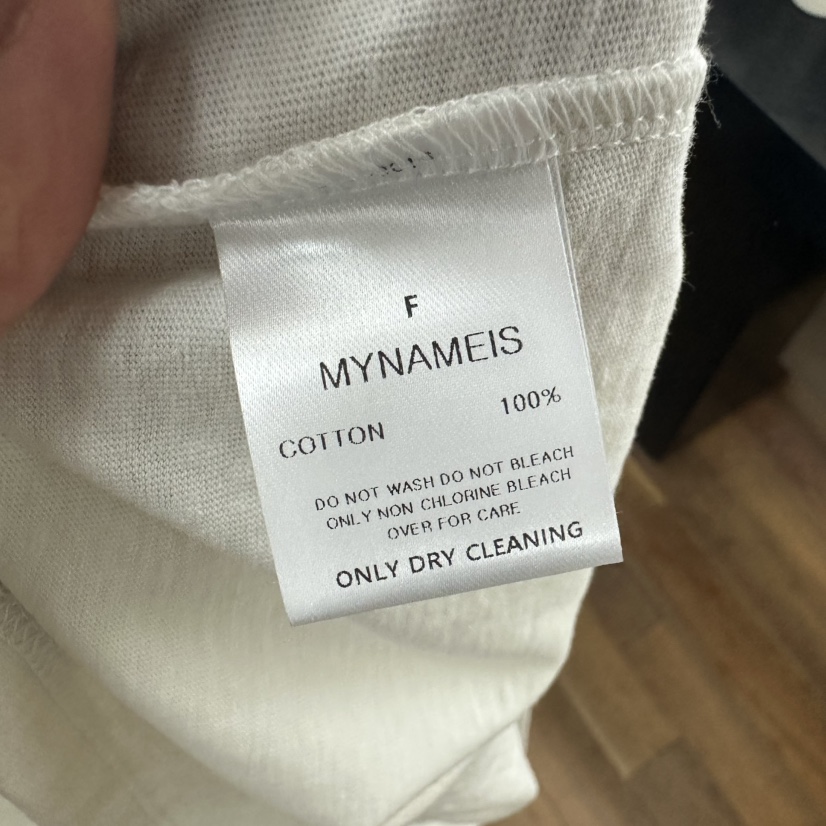 F
MYNAMEIS
COTTON 100%
DO NOT WASH DO NOT BLEACH
ONLY NON CHLORINE BLEACH
OVER FOR CARE
ONLY DRY CLEANING